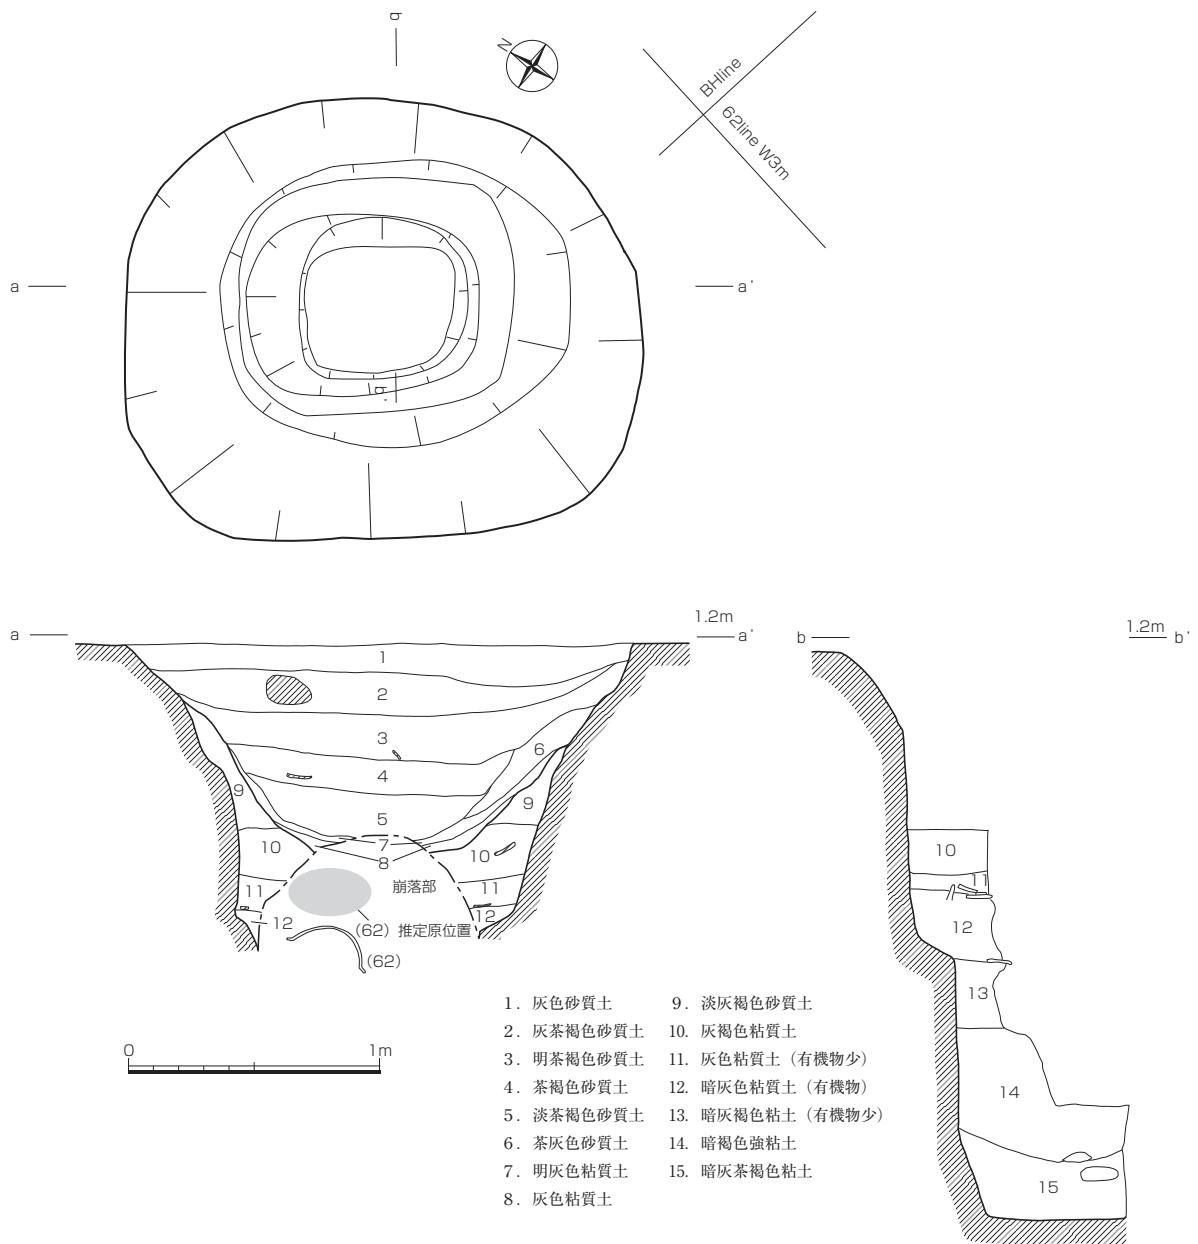 b
N
BHline
62line W3m
a
a'
b'
a
1.2m
a'
b
1.2m
b'
1
2
3
4
5
6
7
8
9
9
10
10
11
11
12
12
崩落部
(62) 推定原位置
(62)
10
11
12
13
14
15
0
1m
1. 灰色砂質土
2. 灰茶褐色砂質土
3. 明茶褐色砂質土
4. 茶褐色砂質土
5. 淡茶褐色砂質土
6. 茶灰色砂質土
7. 明灰色粘質土
8. 灰色粘質土
9. 淡灰褐色砂質土
10. 灰褐色粘質土
11. 灰色粘質土（有機物少）
12. 暗灰色粘質土（有機物）
13. 暗灰褐色粘土（有機物少）
14. 暗褐色強粘土
15. 暗灰茶褐色粘土